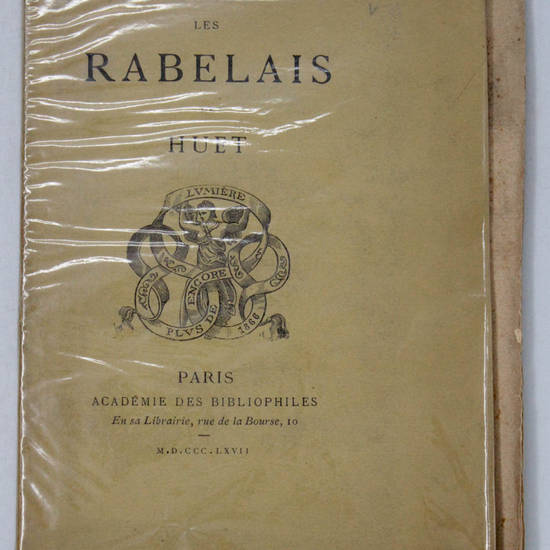 LES
RABELAIS
HUET
LVMIÈRE
ENCORE
PLVS DE
1866
PARIS
ACADÉMIE DES BIBLIOPHILES
En sa Librairie, rue de la Bourse, 10
M.D.CCC.LXVII